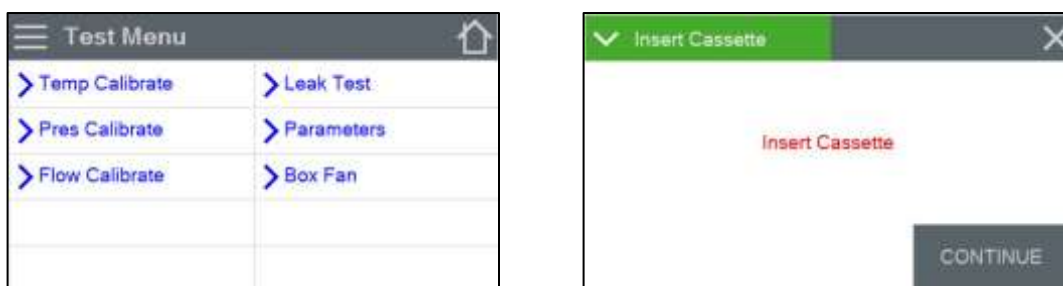 Test Menu
Temp Calibrate
Leak Test
Pres Calibrate
Parameters
Flow Calibrate
Box Fan
Insert Cassette
Insert Cassette
CONTINUE